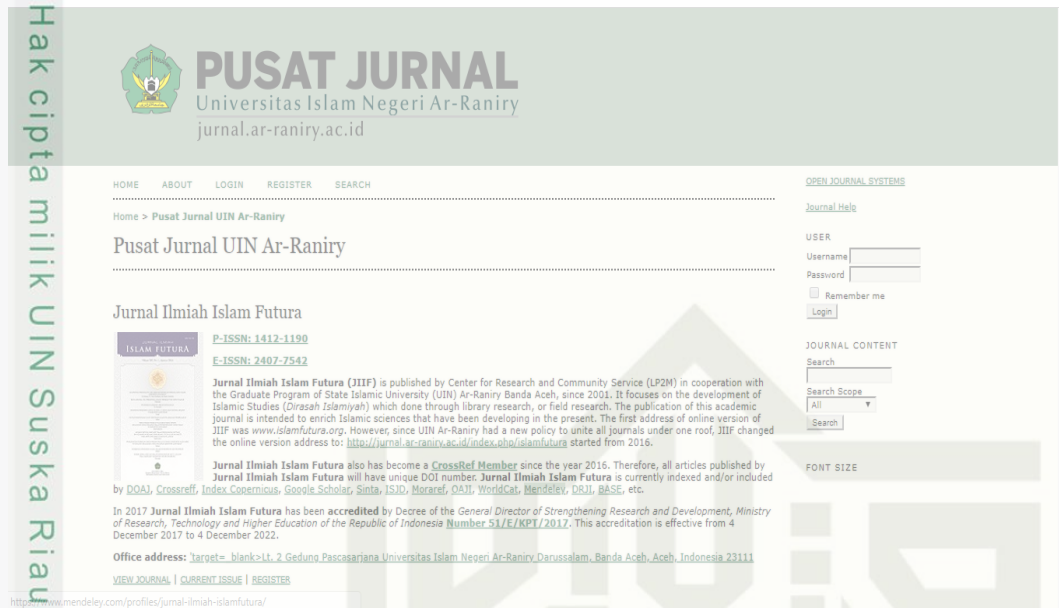 Hak cipta milik UIN Suska Riau
PUSAT JURNAL
Universitas Islam Negeri Ar-Raniry
jurnal.ar-raniry.ac.id
HOME ABOUT LOGIN REGISTER SEARCH
Home > Pusat Jurnal UIN Ar-Raniry
Pusat Jurnal UIN Ar-Raniry
Jurnal Ilmiah Islam Futura
ISLAM FUTURA
P-ISSN: 1412-1190
E-ISSN: 2407-7542
Jurnal Ilmiah Islam Futura (JIIF) is published by Center for Research and Community Service (LP2M) in cooperation with
the Graduate Program of State Islamic University (UIN) Ar-Raniry Banda Aceh, since 2001. It focuses on the development of
Islamic Studies (Dirasah Islamiyah) which done through library research, or field research. The publication of this academic
journal is intended to enrich Islamic sciences that have been developing in the present. The first address of online version of
JIIF was www.islamfutura.org. However, since UIN Ar-Raniry had a new policy to unite all journals under one roof, JIIF changed
the online version address to: http://jurnal.ar-raniry.ac.id/index.php/islamfutura started from 2016.
Jurnal Ilmiah Islam Futura also has become a CrossRef Member since the year 2016. Therefore, all articles published by
Jurnal Ilmiah Islam Futura will have unique DOI number. Jurnal Ilmiah Islam Futura is currently indexed and/or included
by DOAJ, Crossreff, Index Copernicus, Google Scholar, Sinta, ISJD, Moraref, OAJI, WorldCat, Mendeley, DRJI, BASE, etc.
In 2017 Jurnal Ilmiah Islam Futura has been accredited by Decree of the General Director of Strengthening Research and Development, Ministry
of Research, Technology and Higher Education of the Republic of Indonesia Number 51/E/KPT/2017. This accreditation is effective from 4
December 2017 to 4 December 2022.
Office address: 'target=_blank>Lt. 2 Gedung Pascasarjana Universitas Islam Negeri Ar-Raniry Darussalam, Banda Aceh, Aceh, Indonesia 23111
VIEW JOURNAL | CURRENT ISSUE | REGISTER
https://www.mendeley.com/profiles/jurnal-ilmiah-islamfutura/
OPEN JOURNAL SYSTEMS
Journal Help
USER
Username
Password
Remember me
Login
JOURNAL CONTENT
Search
Search Scope
All
Search
FONT SIZE